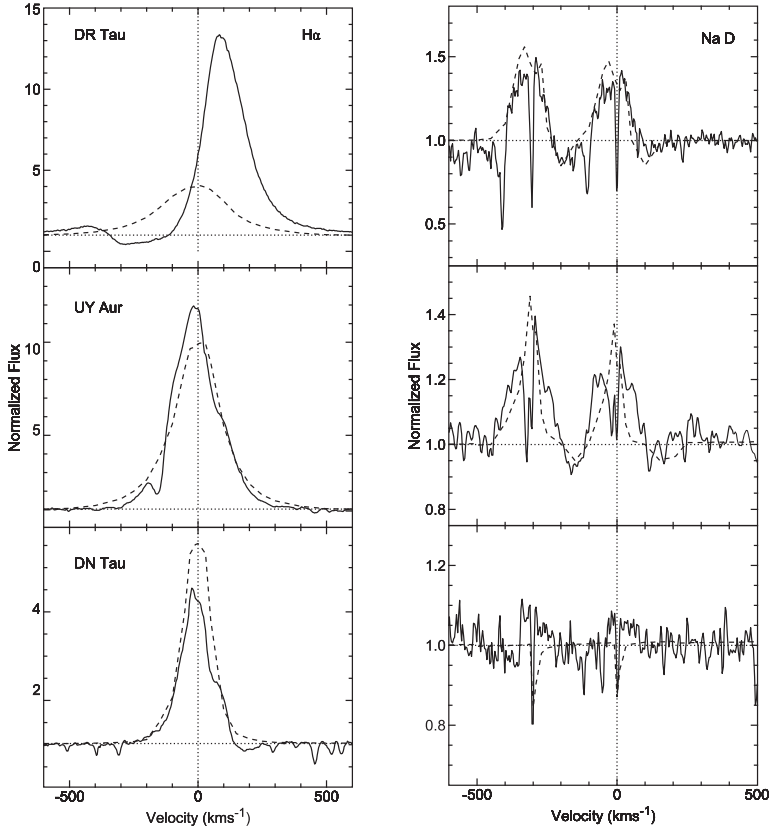 15
DR Tau
Hα
10
5
0
UY Aur
10
5
Normalized Flux
DN Tau
4
2
-500
0
500
Velocity (kms-1)
Na D
1.5
1.0
0.5
1.4
1.2
1.0
0.8
Normalized Flux
1.2
1.0
0.8
-500
0
500
Velocity (kms-1)